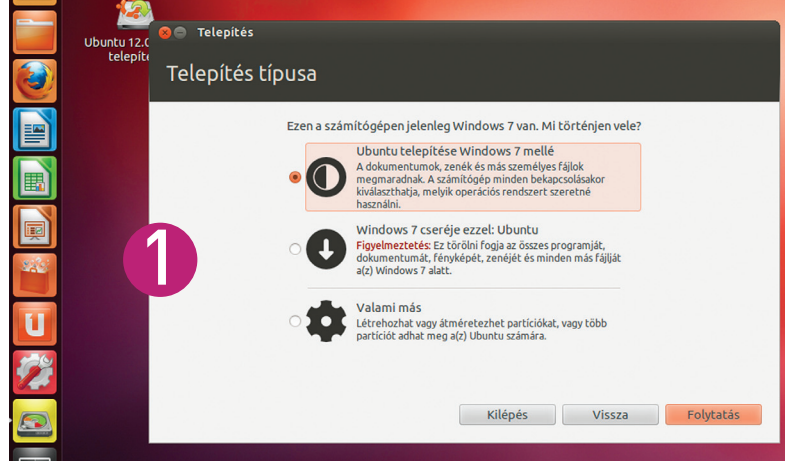 Telepítés
Ubuntu 12.0
telepíte
Telepítés típusa
Ezen a számítógépen jelenleg Windows 7 van. Mi történjen vele?
Ubuntu telepítése Windows 7 mellé
A dokumentumok, zenék és más személyes fájlok
megmaradnak. A számítógép minden bekapcsolásakor
kiválaszthatja, melyik operációs rendszert szeretné
használni.
1
Windows 7 cseréje ezzel: Ubuntu
Figyelmeztetés: Ez törölni fogja az összes programját,
dokumentumát, fényképét, zenéjét és minden más fájlját
a(z) Windows 7 alatt.
Valami más
Létrehozhat vagy átméretezhet partíciókat, vagy több
partíciót adhat meg a(z) Ubuntu számára.
Kilépés
Vissza
Folytatás